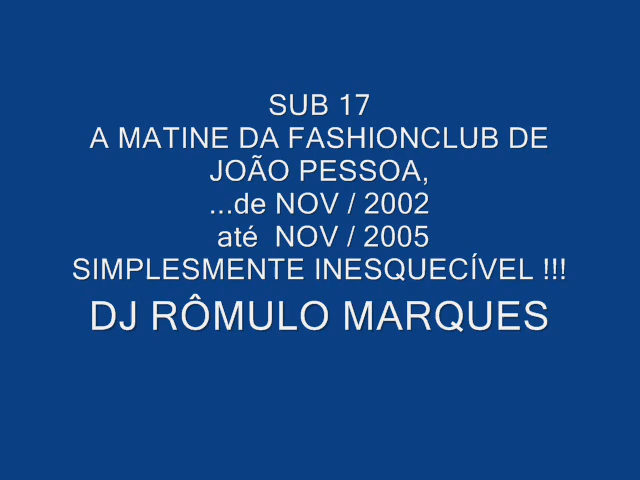 SUB 17
A MATINE DA FASHIONCLUB DE
JOÃO PESSOA,
...de NOV / 2002
até  NOV / 2005
SIMPLESMENTE INESQUECÍVEL !!!
DJ RÔMULO MARQUES